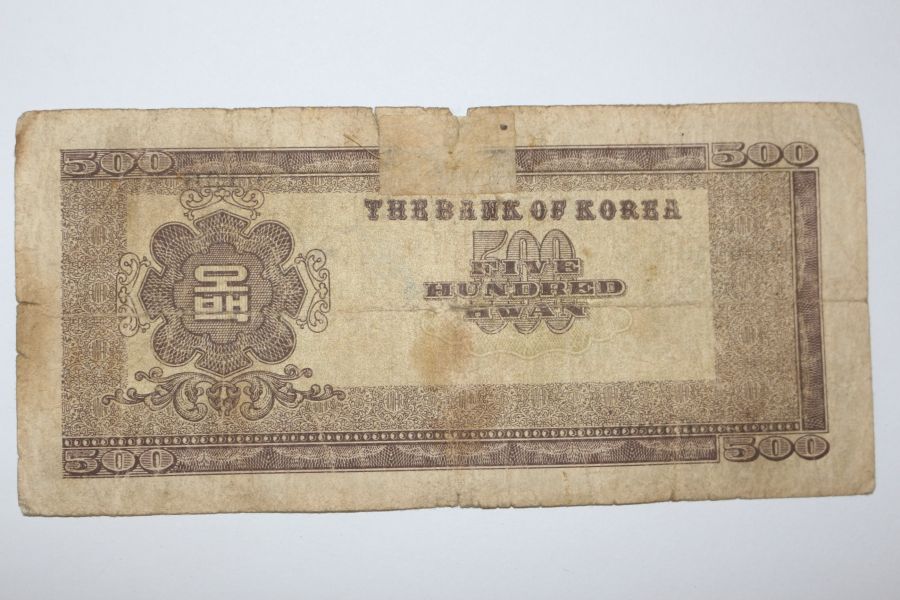 500 500
THE BANK OF KOREA
500
FIVE
HUNDRED
HWAN
오백
500 500